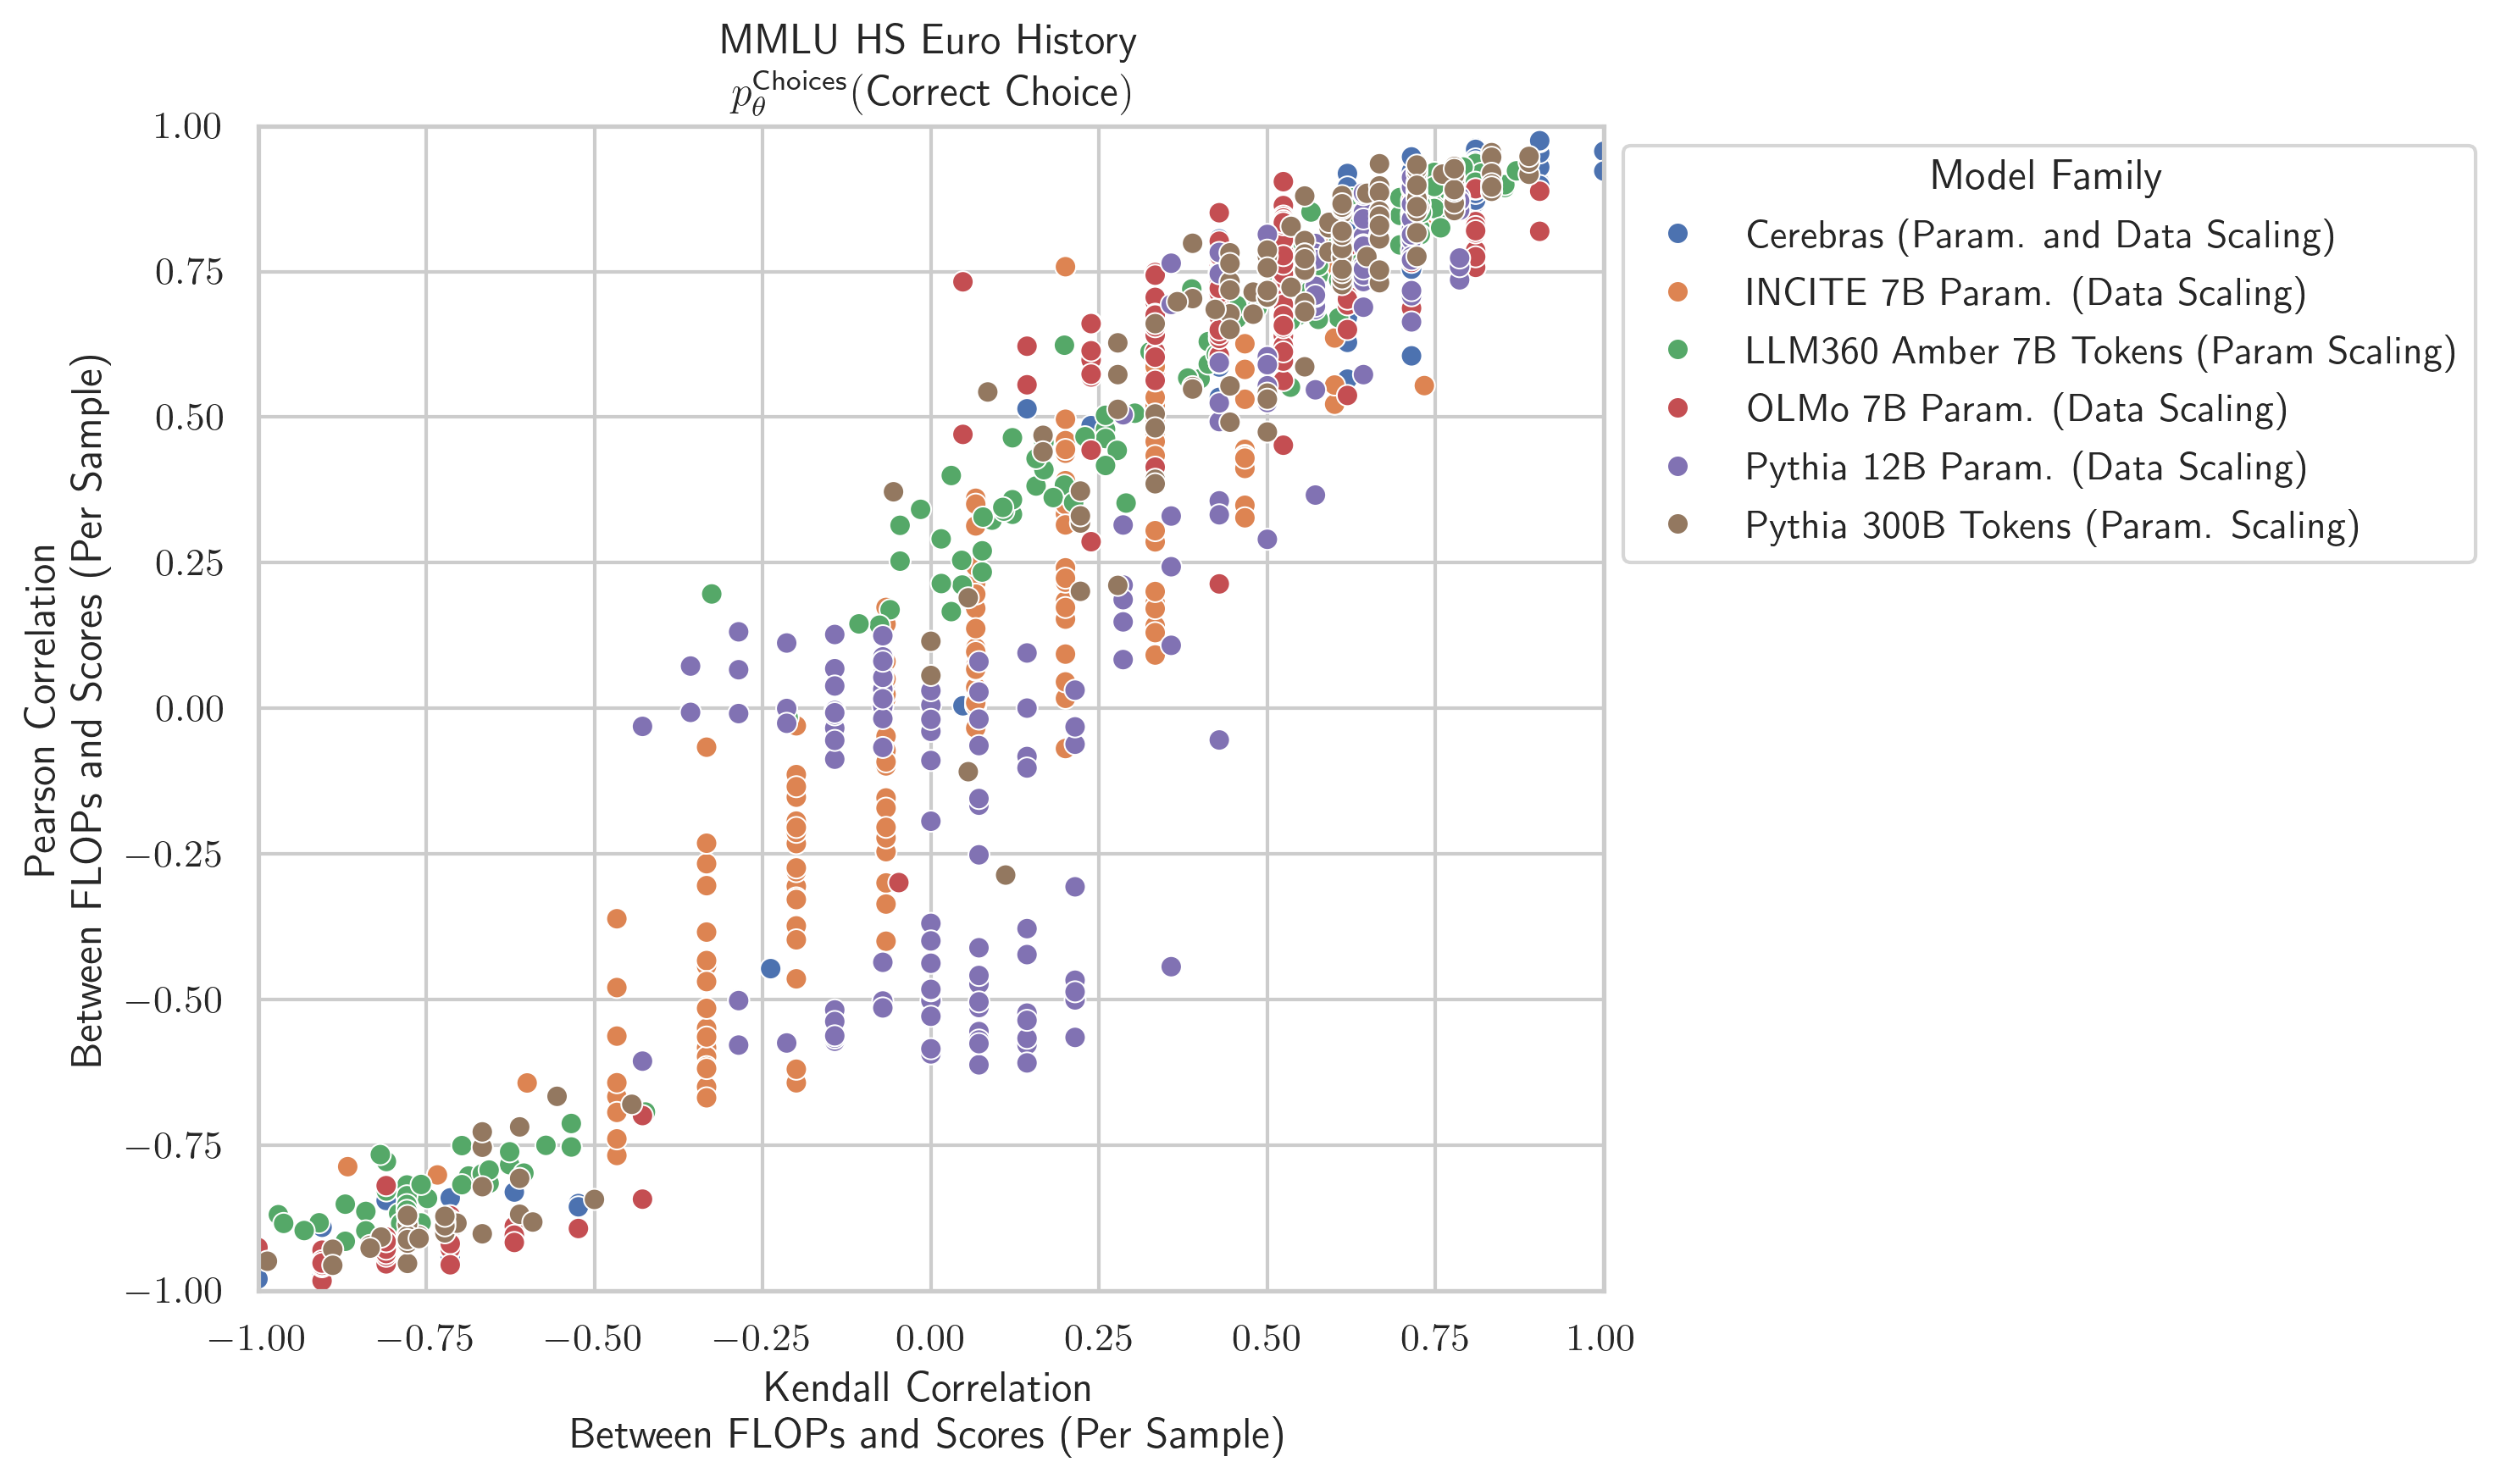 MMLU HS Euro History
p_θ^Choices(Correct Choice)
1.00
0.75
0.50
0.25
0.00
−0.25
−0.50
−0.75
−1.00
Pearson Correlation
Between FLOPs and Scores (Per Sample)
−1.00 −0.75 −0.50 −0.25 0.00 0.25 0.50 0.75 1.00
Kendall Correlation
Between FLOPs and Scores (Per Sample)
Model Family
Cerebras (Param. and Data Scaling)
INCITE 7B Param. (Data Scaling)
LLM360 Amber 7B Tokens (Param Scaling)
OLMo 7B Param. (Data Scaling)
Pythia 12B Param. (Data Scaling)
Pythia 300B Tokens (Param. Scaling)